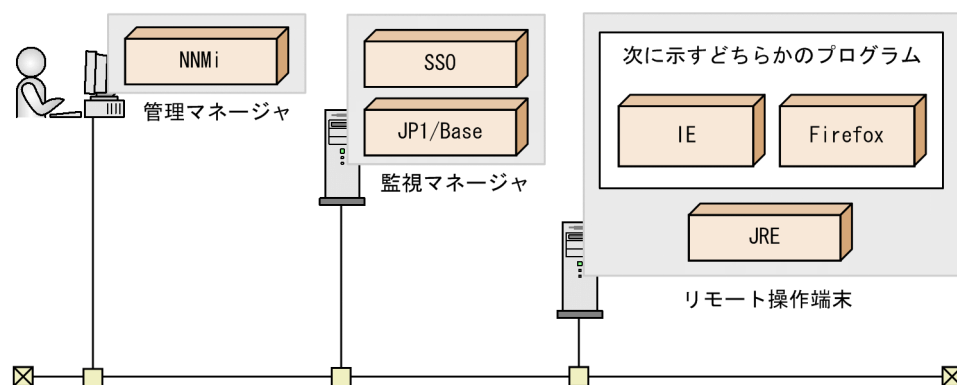 NNMi
管理マネージャ
SSO
JP1/Base
監視マネージャ
次に示すどちらかのプログラム
IE
Firefox
JRE
リモート操作端末